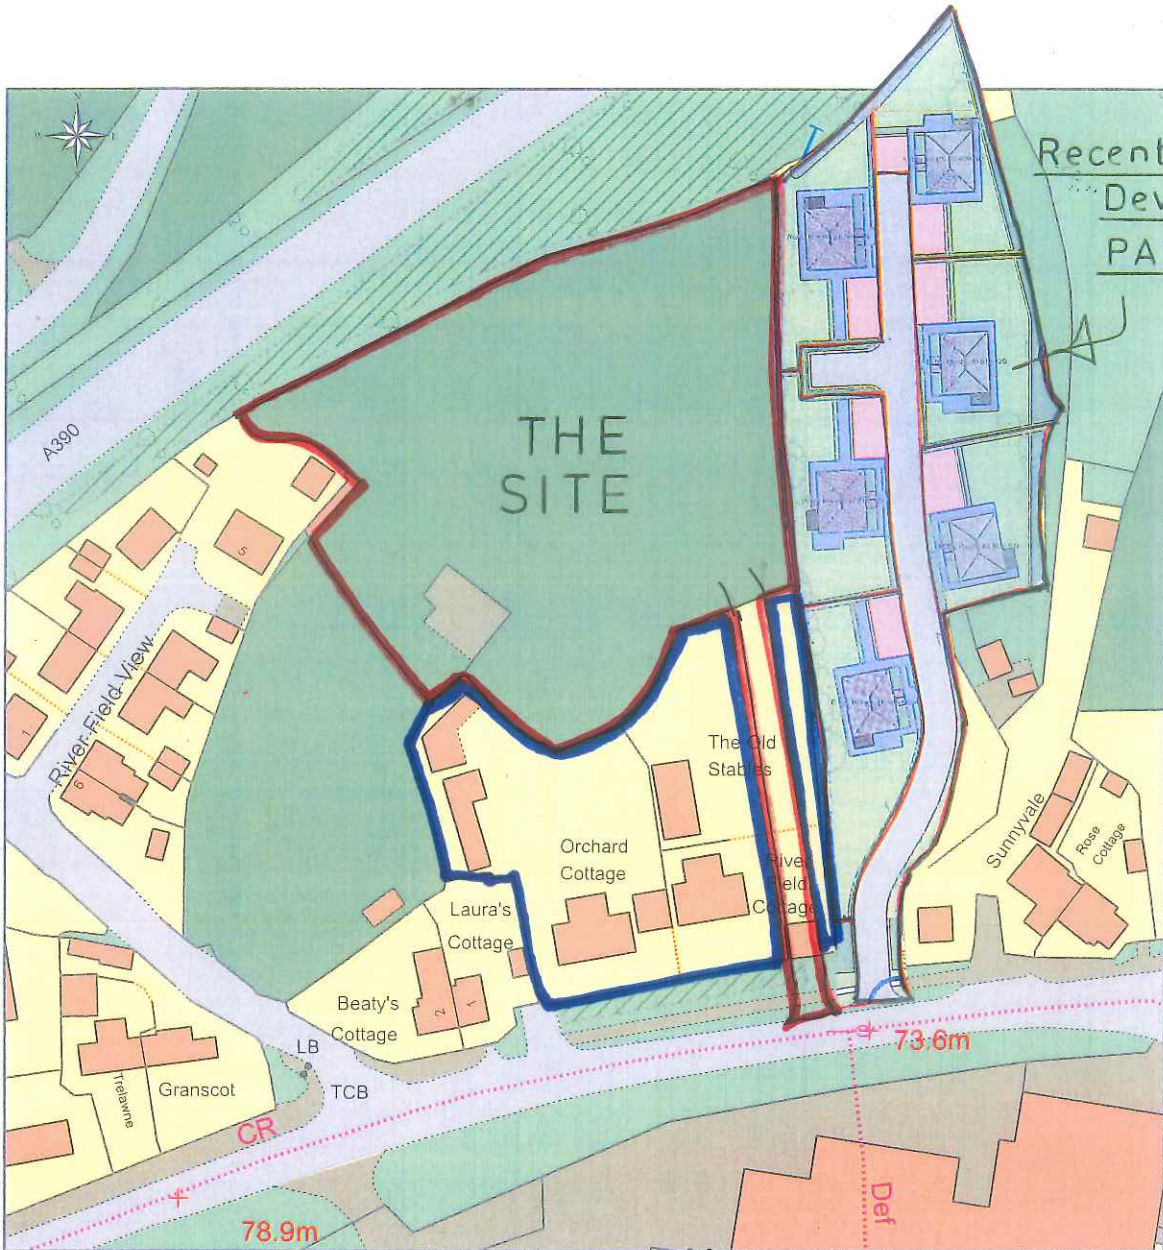 Recent
Dev
PA
A390
THE
SITE
5
River Field View
1
6
The Old
Stables
Orchard
Cottage
River
Field
Cottage
Laura's
Cottage
Sunnyvale
Rose
Cottage
Beaty's
Cottage
2
1
LB
TCB
Trelawne
Granscot
CR
73.6m
78.9m
Def